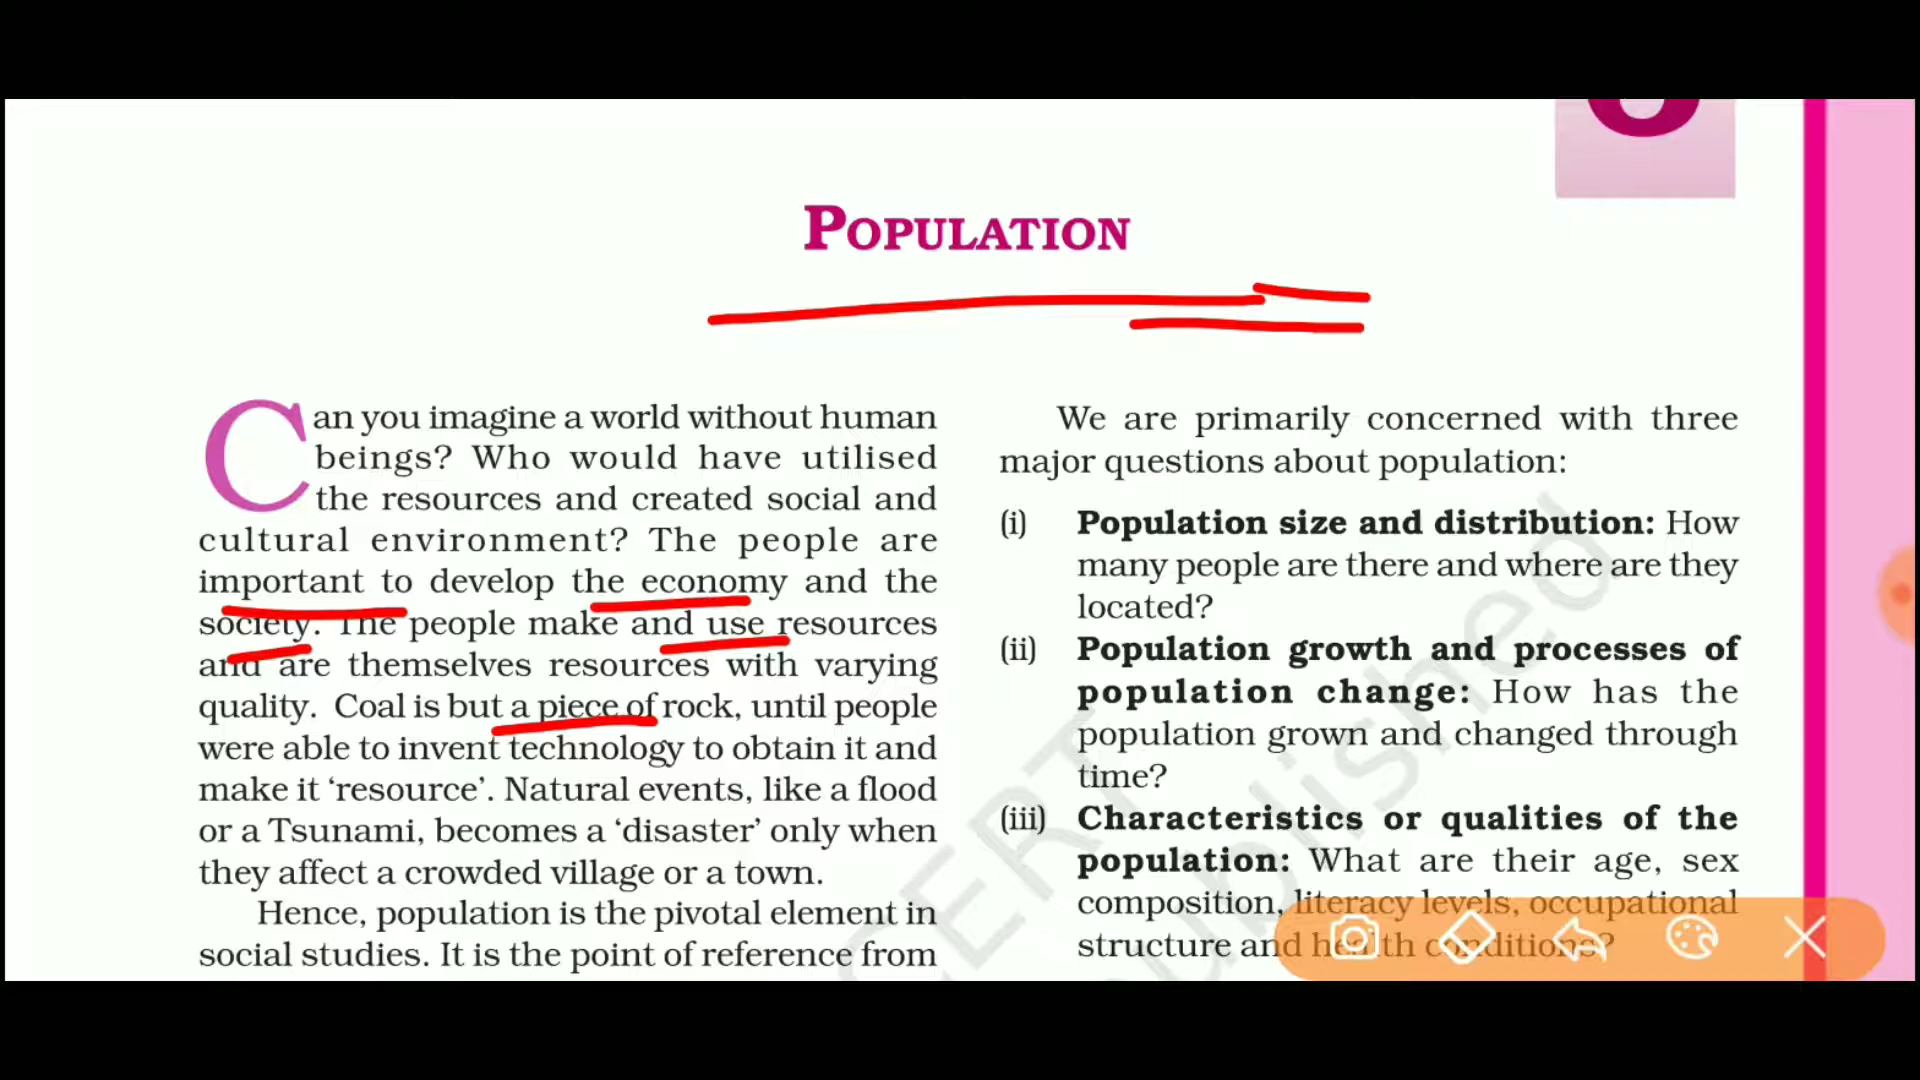 POPULATION
Can you imagine a world without human
beings? Who would have utilised
the resources and created social and
cultural environment? The people are
important to develop the economy and the
society. The people make and use resources
and are themselves resources with varying
quality. Coal is but a piece of rock, until people
were able to invent technology to obtain it and
make it ‘resource’. Natural events, like a flood
or a Tsunami, becomes a ‘disaster’ only when
they affect a crowded village or a town.
Hence, population is the pivotal element in
social studies. It is the point of reference from
We are primarily concerned with three
major questions about population:
(i) Population size and distribution: How
many people are there and where are they
located?
(ii) Population growth and processes of
population change: How has the
population grown and changed through
time?
(iii) Characteristics or qualities of the
population: What are their age, sex
composition, literacy levels, occupational
structure and health conditions?